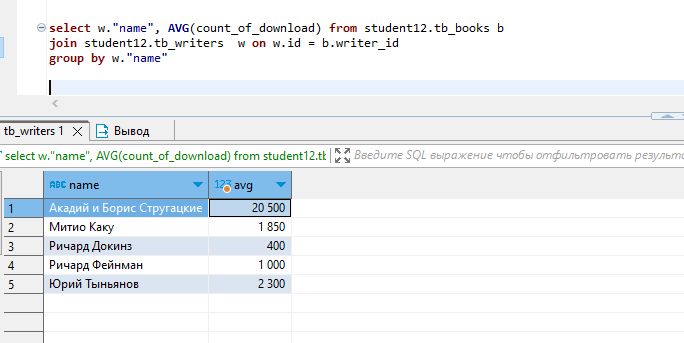 select w."name", AVG(count_of_download) from student12.tb_books b
join student12.tb_writers w on w.id = b.writer_id
group by w."name"
tb_writers 1 Вывод
select w."name", AVG(count_of_download) from student12.tb Введите SQL выражение чтобы отфильтровать результа
ABC name 123 avg
1 Акадий и Борис Стругацкие 20 500
2 Митио Каку 1 850
3 Ричард Докинз 400
4 Ричард Фейнман 1 000
5 Юрий Тыньянов 2 300